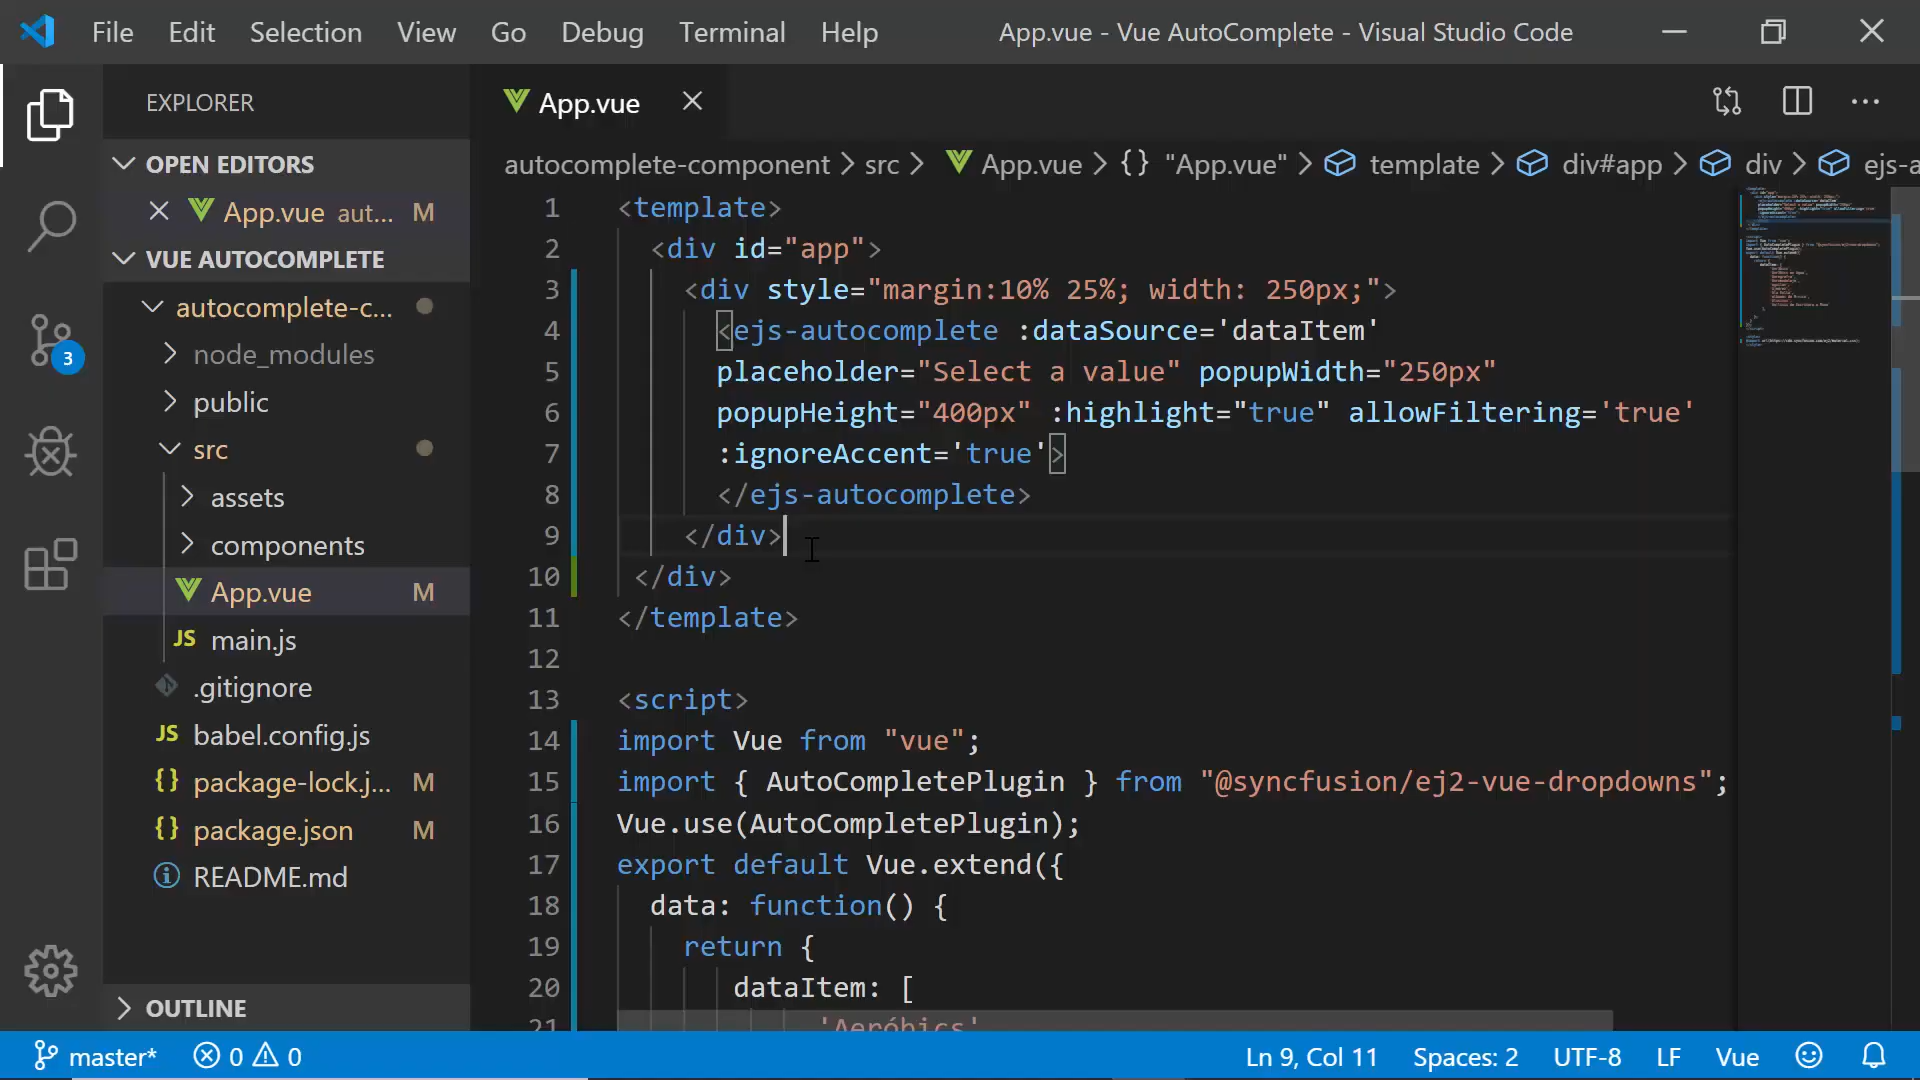 File Edit Selection View Go Debug Terminal Help App.vue - Vue AutoComplete - Visual Studio Code
EXPLORER
OPEN EDITORS
App.vue aut... M
VUE AUTOCOMPLETE
autocomplete-c...
node_modules
public
src
assets
components
App.vue M
JS main.js
.gitignore
JS babel.config.js
{} package-lock.j... M
{} package.json M
README.md
OUTLINE
3
App.vue
autocomplete-component > src > App.vue > {} "App.vue" > template > div#app > div > ejs-a
1 <template>
2 <div id="app">
3 <div style="margin:10% 25%; width: 250px;">
4 <ejs-autocomplete :dataSource='dataItem'
5 placeholder="Select a value" popupWidth="250px"
6 popupHeight="400px" :highlight="true" allowFiltering='true'
7 :ignoreAccent='true'>
8 </ejs-autocomplete>
9 </div>
10 </div>
11 </template>
12
13 <script>
14 import Vue from "vue";
15 import { AutoCompletePlugin } from "@syncfusion/ej2-vue-dropdowns";
16 Vue.use(AutoCompletePlugin);
17 export default Vue.extend({
18 data: function() {
19 return {
20 dataItem: [
21 'Aeróbics'
master* 0 0 Ln 9, Col 11 Spaces: 2 UTF-8 LF Vue